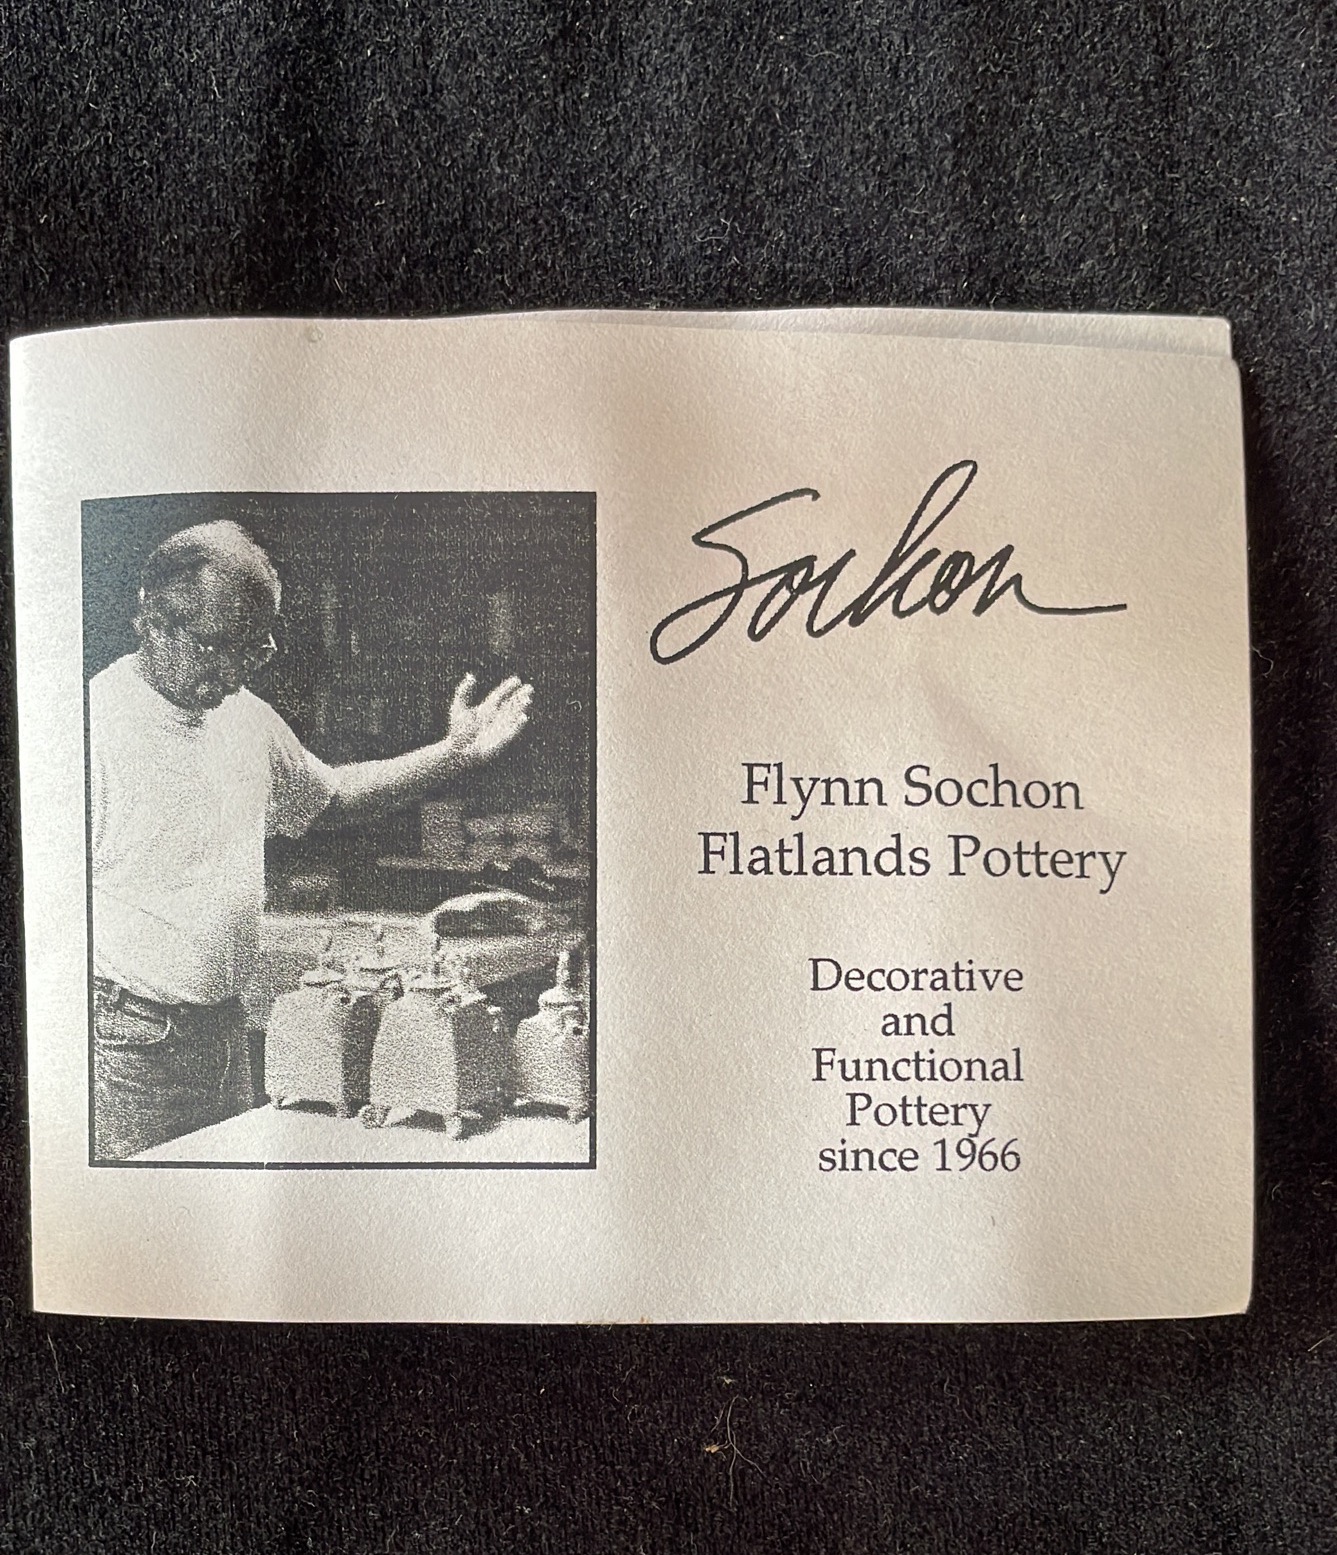 Sochon
Flynn Sochon
Flatlands Pottery
Decorative
and
Functional
Pottery
since 1966